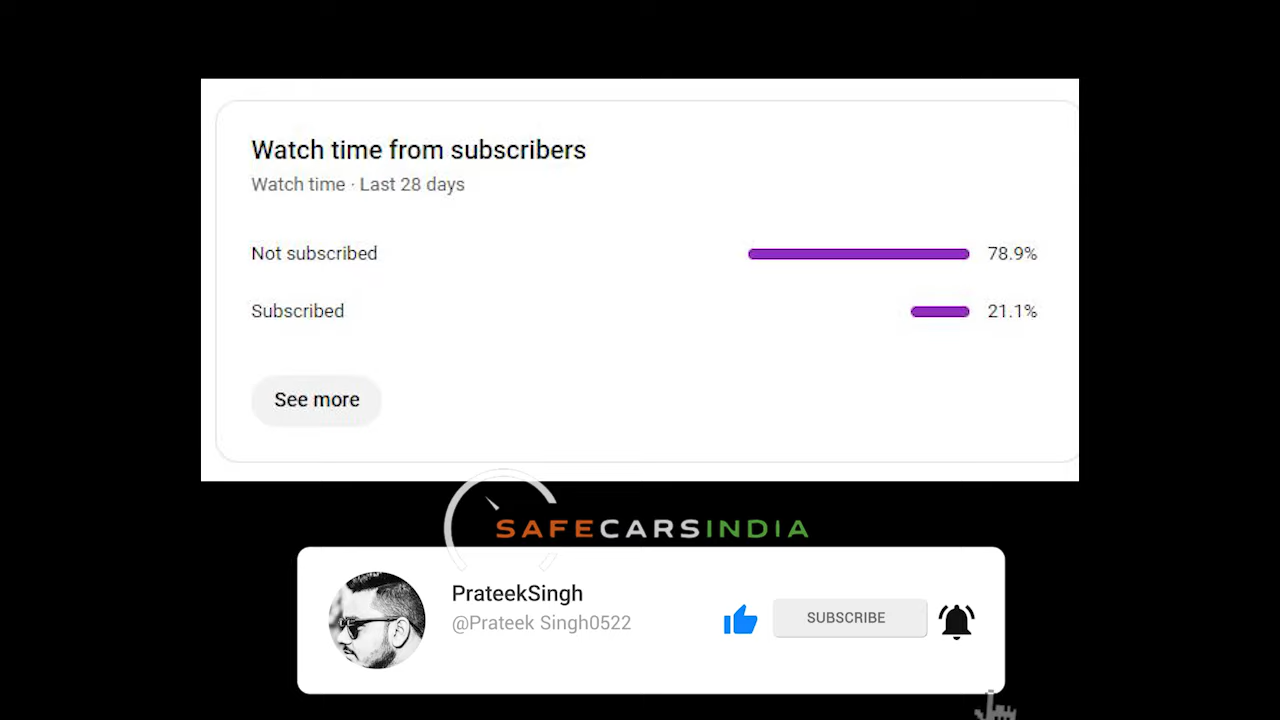 Watch time from subscribers
Watch time · Last 28 days
Not subscribed 78.9%
Subscribed 21.1%
See more
SAFECARSINDIA
PrateekSingh
@Prateek Singh0522
SUBSCRIBE